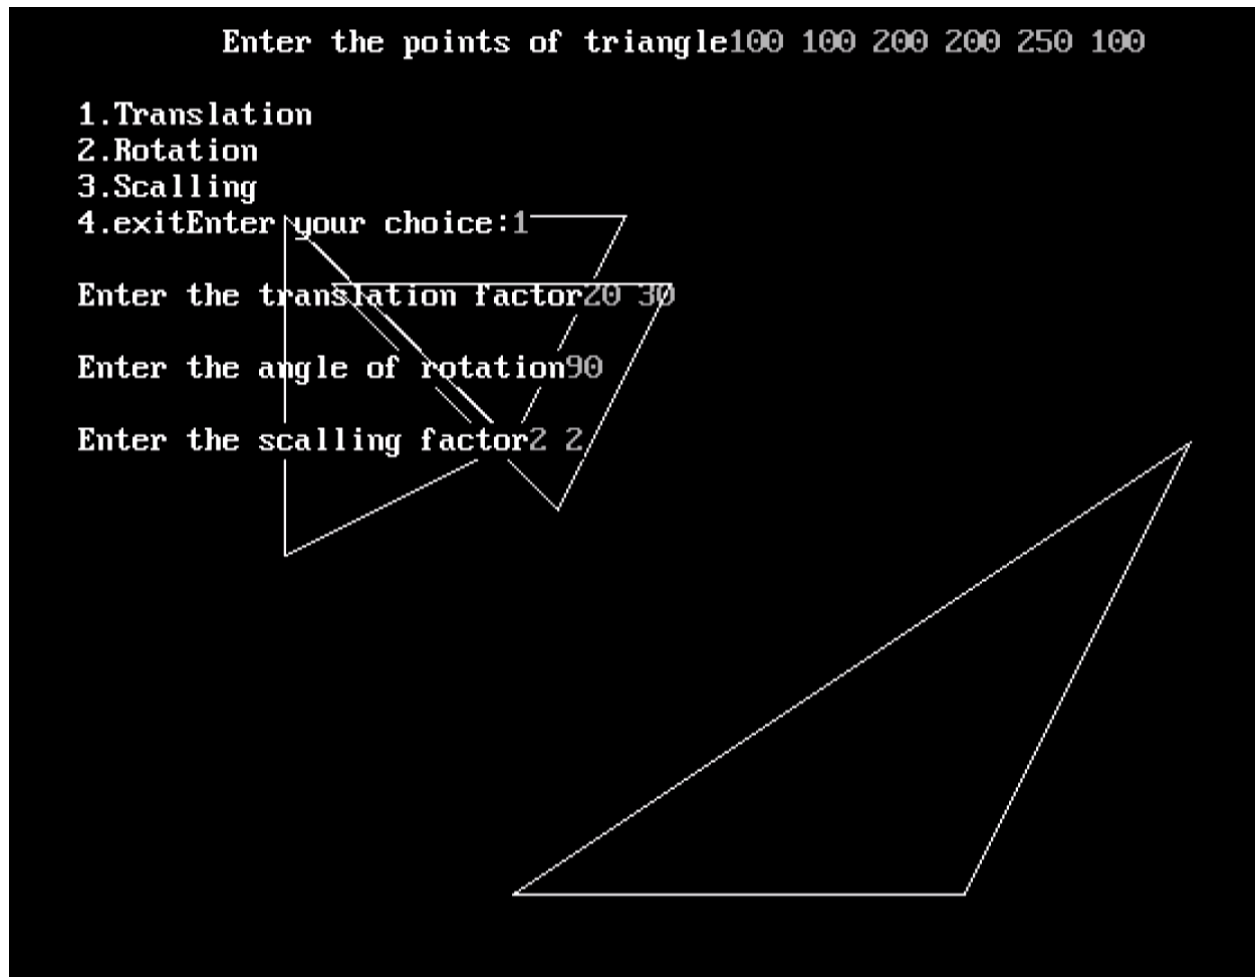 Enter the points of triangle100 100 200 200 250 100
1.Translation
2.Rotation
3.Scalling
4.exitEnter your choice:1
Enter the translation factor20 30
Enter the angle of rotation90
Enter the scalling factor2 2